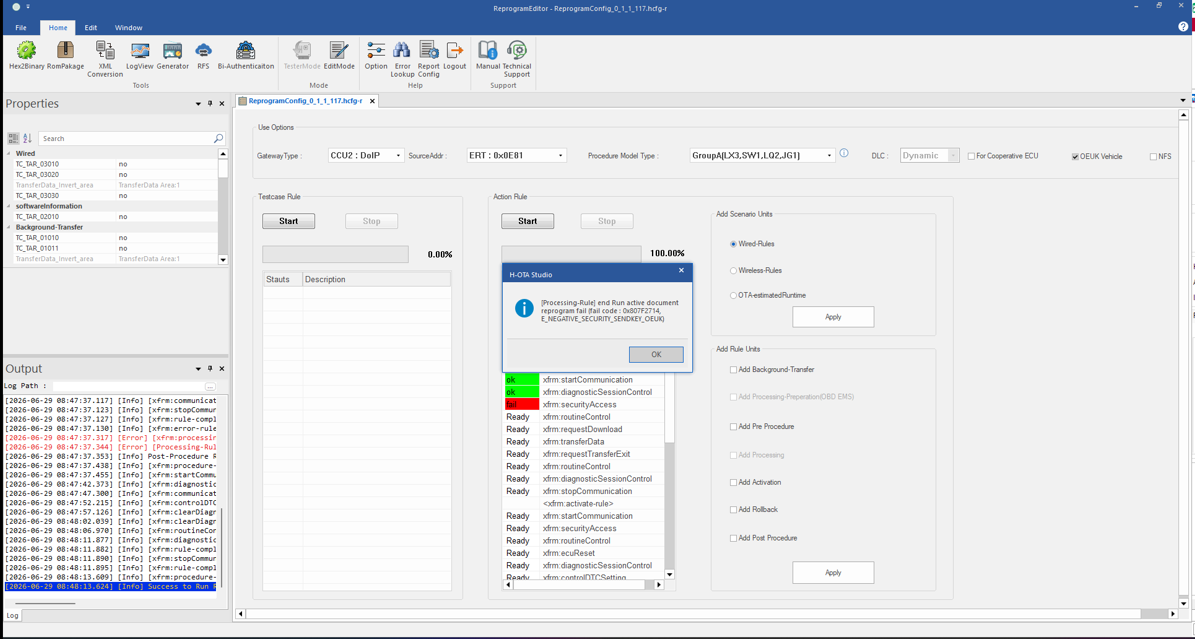 ReprogramEditor - ReprogramConfig_0_1_1_117.hcfg-r
File Home Edit Window
Hex2Binary RomPakage XML Conversion LogView Generator RFS Bi-Authenticaiton TesterMode EditMode Option Error Lookup Report Config Logout Manual Technical Support
Tools Mode Help Support
Properties
Search
Wired
TC_TAR_03010 no
TC_TAR_03020 no
TransferData_Invert_area TransferData Area:1
TC_TAR_03030 no
softwareInformation
TC_TAR_02010 no
Background-Transfer
TC_TAR_01010 no
TC_TAR_01011 no
TransferData_Invert_area TransferData Area:1
Output
Log Path :
[2026-06-29 08:47:37.117] [Info] [xfrm:communicat
[2026-06-29 08:47:37.123] [Info] [xfrm:stopCommur
[2026-06-29 08:47:37.127] [Info] [xfrm:rule-compl
[2026-06-29 08:47:37.130] [Info] [xfrm:error-rule
[2026-06-29 08:47:37.317] [Error] [xfrm:processir
[2026-06-29 08:47:37.344] [Error] [Processing-Rul
[2026-06-29 08:47:37.353] [Info] Post-Procedure F
[2026-06-29 08:47:37.438] [Info] [xfrm:procedure-
[2026-06-29 08:47:37.455] [Info] [xfrm:startCommu
[2026-06-29 08:47:42.373] [Info] [xfrm:diagnostic
[2026-06-29 08:47:47.300] [Info] [xfrm:communicat
[2026-06-29 08:47:52.215] [Info] [xfrm:controlDTC
[2026-06-29 08:47:57.126] [Info] [xfrm:clearDiagr
[2026-06-29 08:48:02.039] [Info] [xfrm:clearDiagr
[2026-06-29 08:48:06.970] [Info] [xfrm:routineCor
[2026-06-29 08:48:11.877] [Info] [xfrm:diagnostic
[2026-06-29 08:48:11.882] [Info] [xfrm:rule-compl
[2026-06-29 08:48:11.890] [Info] [xfrm:stopCommur
[2026-06-29 08:48:11.895] [Info] [xfrm:rule-compl
[2026-06-29 08:48:13.609] [Info] [xfrm:procedure-
[2026-06-29 08:48:13.624] [Info] Success to Run F
Log
ReprogramConfig_0_1_1_117.hcfg-r
Use Options
GatewayType : CCU2 : DoIP SourceAddr : ERT : 0x0E81 Procedure Model Type : GroupA(LX3,SW1,LQ2,JG1) DLC : Dynamic For Cooperative ECU OEUK Vehicle NFS
Testcase Rule
Start Stop
0.00%
Stauts Description
Action Rule
Start Stop
100.00%
H-OTA Studio
[Processing-Rule] end Run active document
reprogram fail (fail code : 0x807F2714,
E_NEGATIVE_SECURITY_SENDKEY_OEUK)
OK
ok xfrm:startCommunication
ok xfrm:diagnosticSessionControl
fail xfrm:securityAccess
Ready xfrm:routineControl
Ready xfrm:requestDownload
Ready xfrm:transferData
Ready xfrm:requestTransferExit
Ready xfrm:routineControl
Ready xfrm:diagnosticSessionControl
Ready xfrm:stopCommunication
<xfrm:activate-rule>
Ready xfrm:startCommunication
Ready xfrm:securityAccess
Ready xfrm:routineControl
Ready xfrm:ecuReset
Ready xfrm:diagnosticSessionControl
Ready xfrm:controlDTCSetting
Add Scenario Units
Wired-Rules
Wireless-Rules
OTA-estimatedRuntime
Apply
Add Rule Units
Add Background-Transfer
Add Processing-Preperation(OBD EMS)
Add Pre Procedure
Add Processing
Add Activation
Add Rollback
Add Post Procedure
Apply